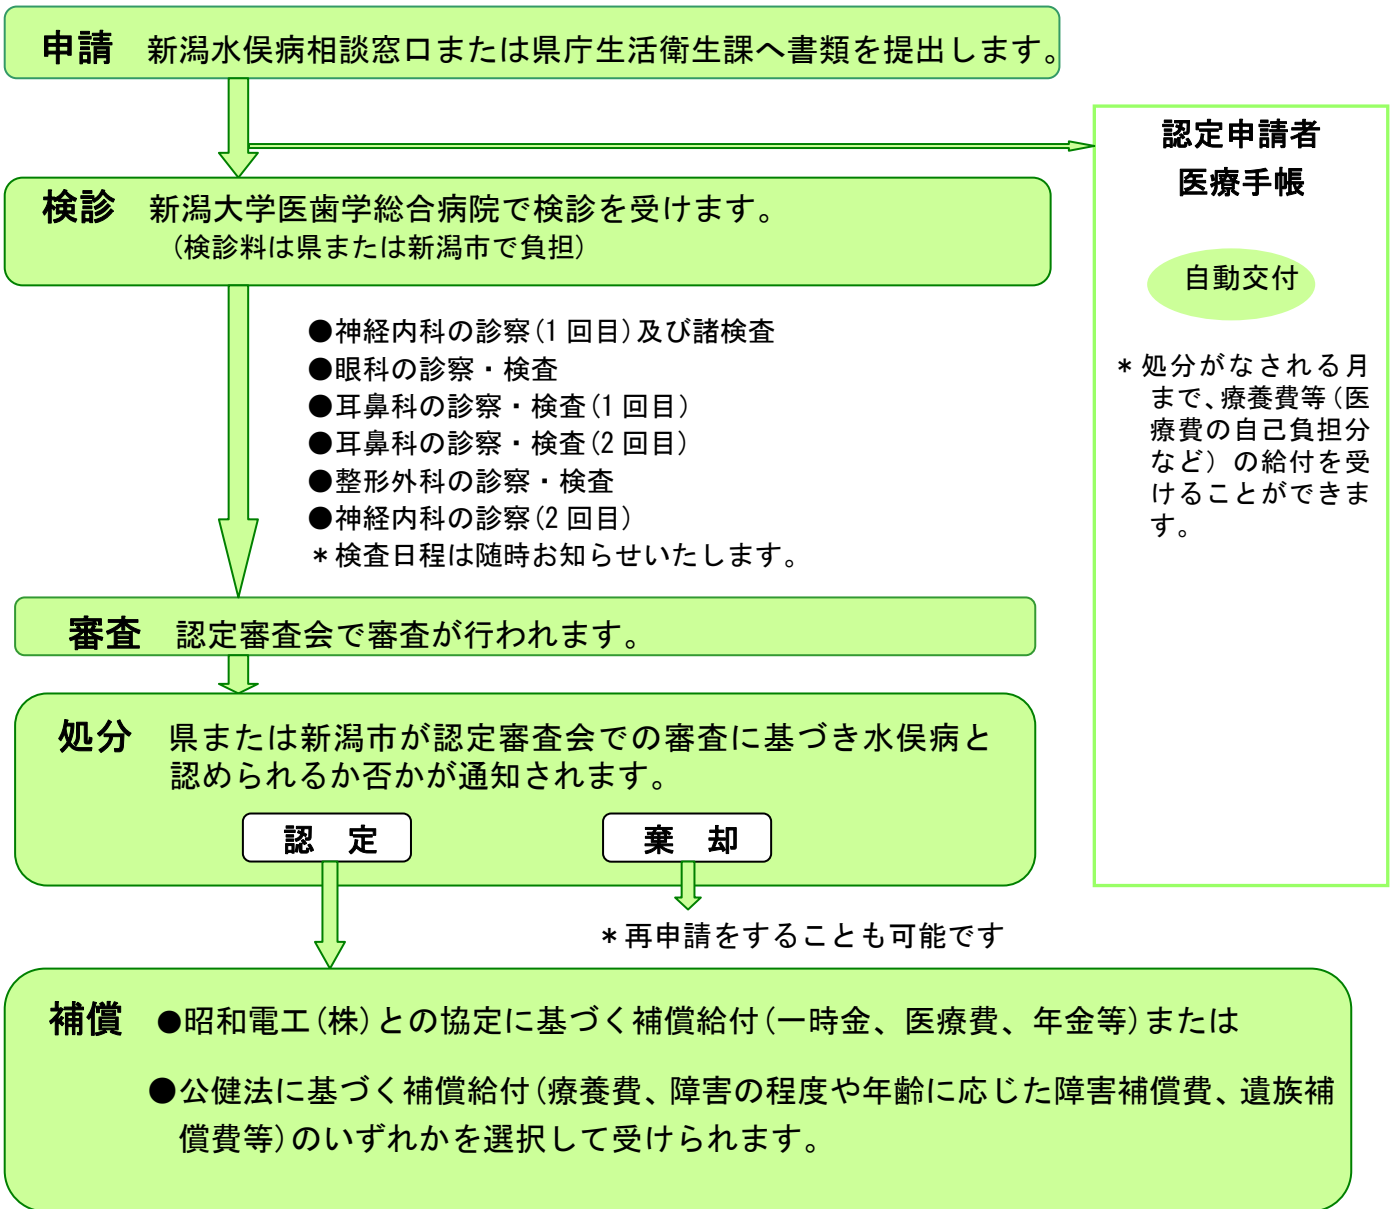 申請　新潟水俣病相談窓口または県庁生活衛生課へ書類を提出します。
認定申請者
医療手帳
自動交付
＊処分がなされる月
まで、療養費等（医
療費の自己負担分
など）の給付を受
けることができま
す。
検診　新潟大学医歯学総合病院で検診を受けます。
（検診料は県または新潟市で負担）
●神経内科の診察（1回目）及び諸検査
●眼科の診察・検査
●耳鼻科の診察・検査（1回目）
●耳鼻科の診察・検査（2回目）
●整形外科の診察・検査
●神経内科の診察（2回目）
＊検査日程は随時お知らせいたします。
審査　認定審査会で審査が行われます。
処分　県または新潟市が認定審査会での審査に基づき水俣病と
認められるか否かが通知されます。
認　定　　棄　却
＊再申請をすることも可能です
補償　●昭和電工（株）との協定に基づく補償給付（一時金、医療費、年金等）または
●公健法に基づく補償給付（療養費、障害の程度や年齢に応じた障害補償費、遺族補
償費等）のいずれかを選択して受けられます。